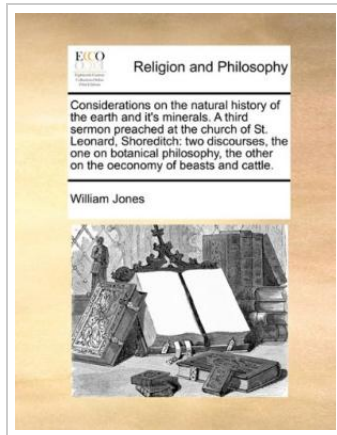 ECCO
Religion and Philosophy
Considerations on the natural history of
the earth and it's minerals. A third
sermon preached at the church of St.
Leonard, Shoreditch: two discourses, the
one on botanical philosophy, the other
on the oeconomy of beasts and cattle.
William Jones